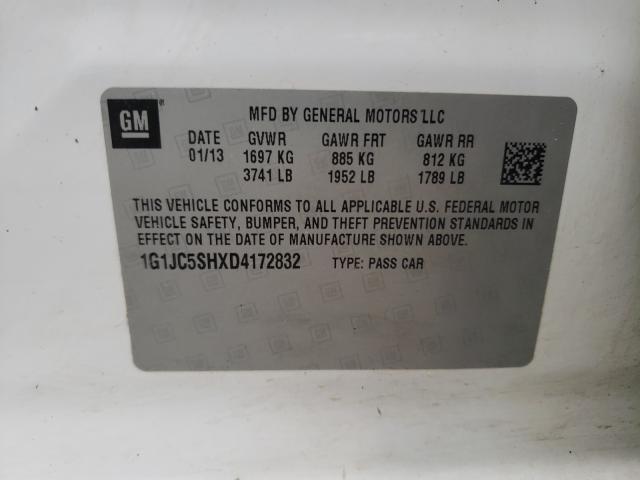 GM
MFD BY GENERAL MOTORS LLC
DATE GVWR GAWR FRT GAWR RR
01/13 1697 KG 885 KG 812 KG
3741 LB 1952 LB 1789 LB
THIS VEHICLE CONFORMS TO ALL APPLICABLE U.S. FEDERAL MOTOR
VEHICLE SAFETY, BUMPER, AND THEFT PREVENTION STANDARDS IN
EFFECT ON THE DATE OF MANUFACTURE SHOWN ABOVE.
1G1JC5SHXD4172832 TYPE: PASS CAR